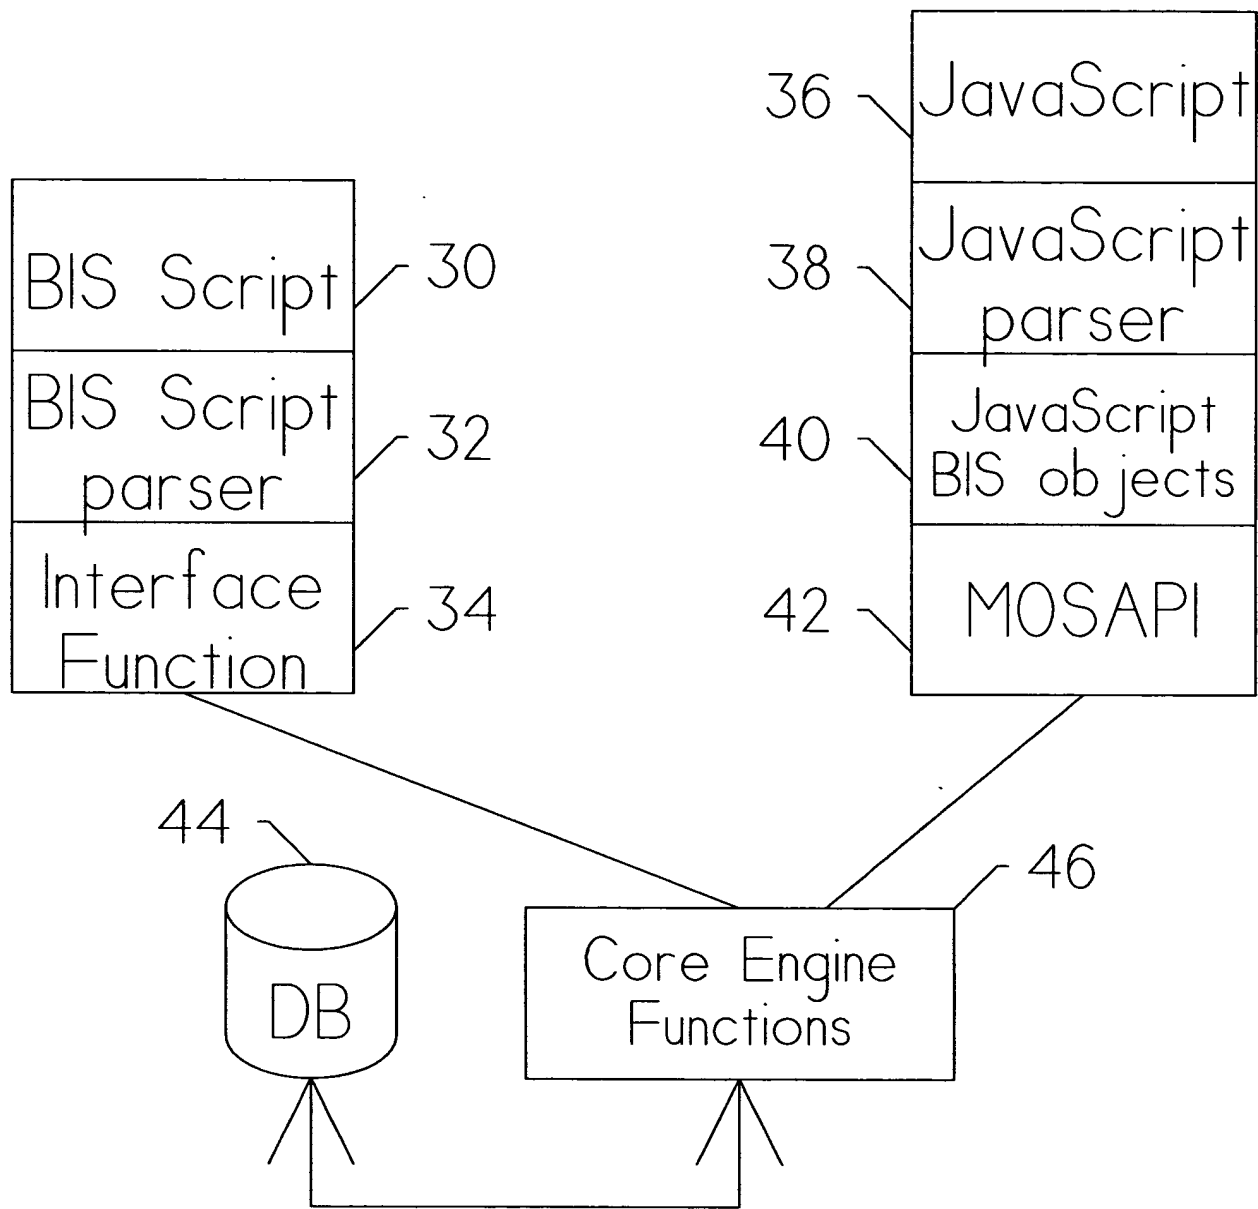 36
JavaScript
38
JavaScript
parser
40
JavaScript
BIS objects
42
MOSAPI
BIS Script
30
BIS Script
parser
32
Interface
Function
34
44
DB
46
Core Engine
Functions